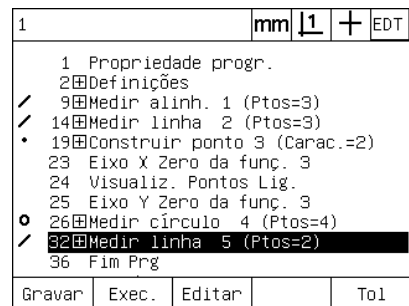 1 mm 1 EDT
1 Propriedade progr.
2 Definições
9 Medir alinh. 1 (Ptos=3)
14 Medir linha 2 (Ptos=3)
19 Construir ponto 3 (Carac.=2)
23 Eixo X Zero da funç. 3
24 Visualiz. Pontos Lig.
25 Eixo Y Zero da funç. 3
26 Medir círculo 4 (Ptos=4)
32 Medir linha 5 (Ptos=2)
36 Fim Prg
Gravar Exec. Editar Tol